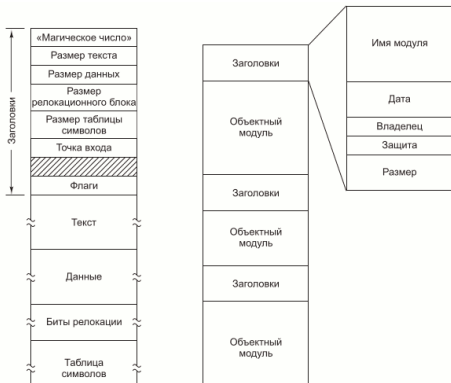 Заголовки
«Магическое число»
Размер текста
Размер данных
Размер
релокационного блока
Размер таблицы
символов
Точка входа
Флаги
Текст
Данные
Биты релокации
Таблица
символов
Заголовки
Объектный
модуль
Заголовки
Объектный
модуль
Заголовки
Объектный
модуль
Имя модуля
Дата
Владелец
Защита
Размер